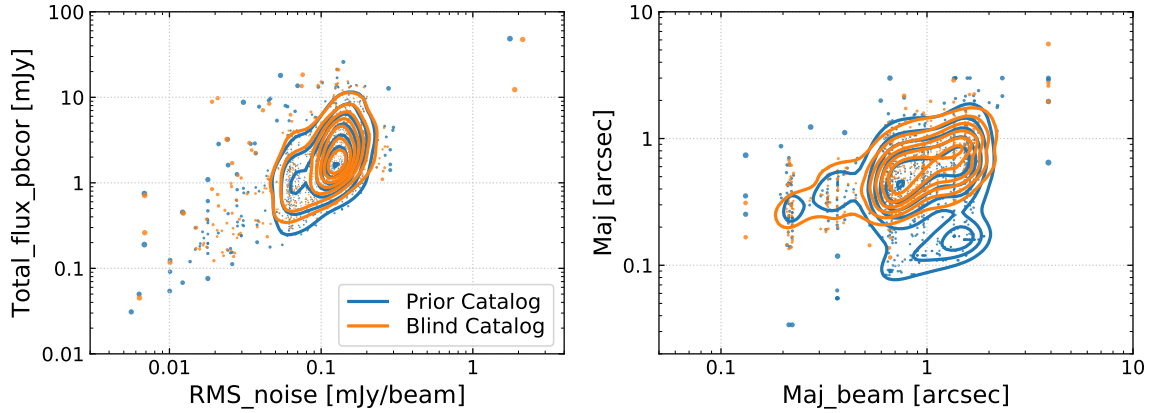 100
10
1
0.1
0.01
Total_flux_pbcor [mJy]
0.01
0.1
1
RMS_noise [mJy/beam]
Prior Catalog
Blind Catalog
10
1
0.1
Maj [arcsec]
0.1
1
10
Maj_beam [arcsec]